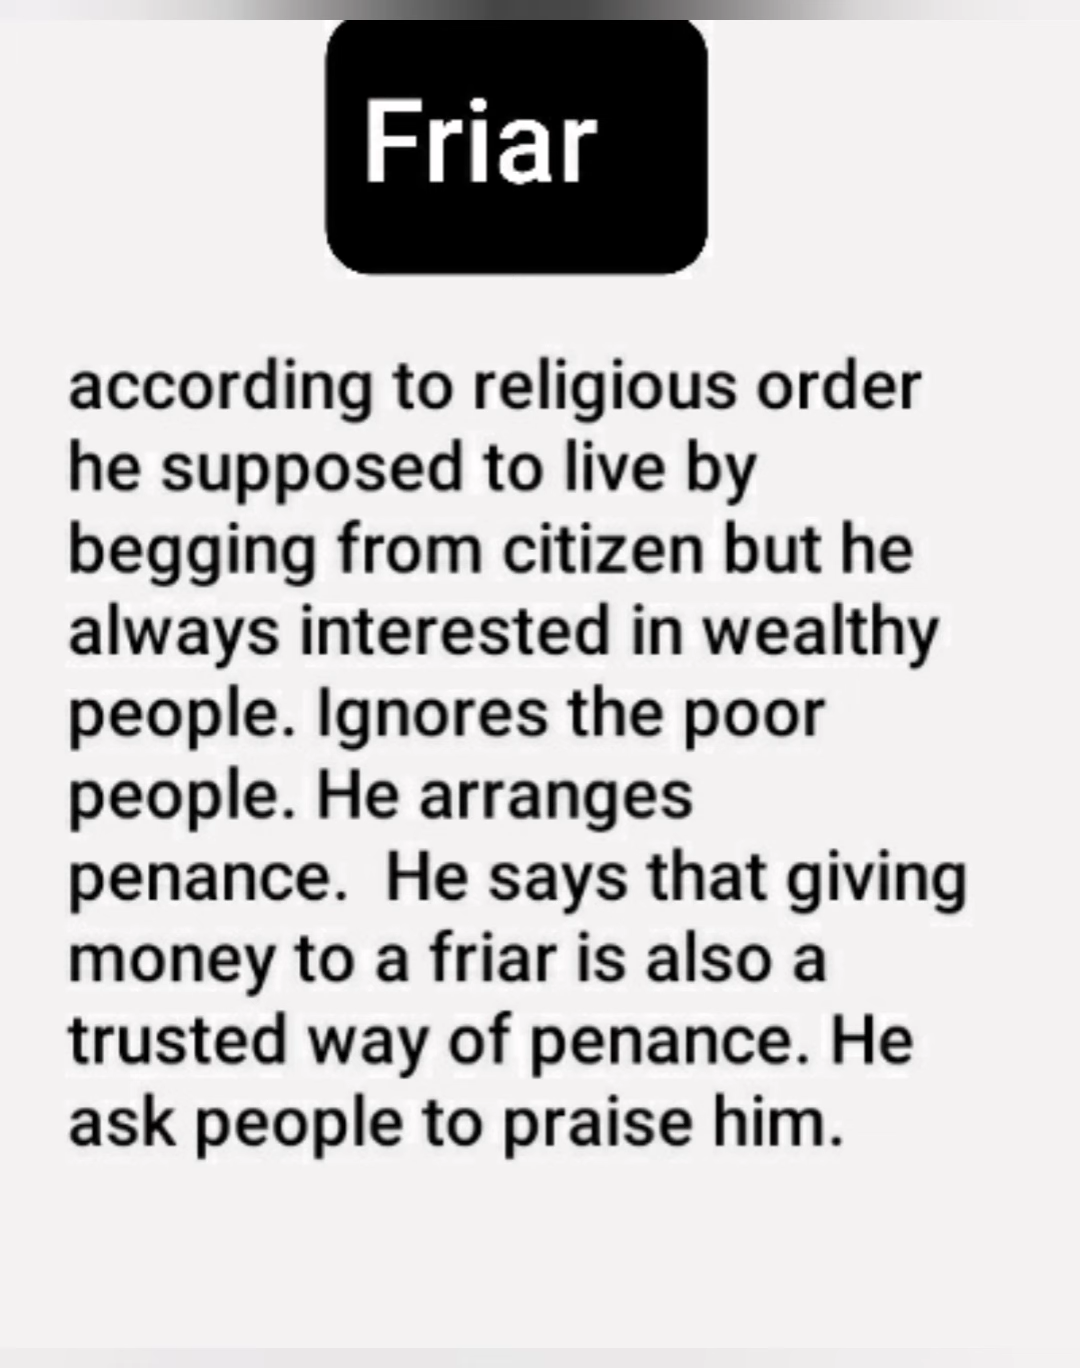 Friar
according to religious order
he supposed to live by
begging from citizen but he
always interested in wealthy
people. Ignores the poor
people. He arranges
penance.  He says that giving
money to a friar is also a
trusted way of penance. He
ask people to praise him.